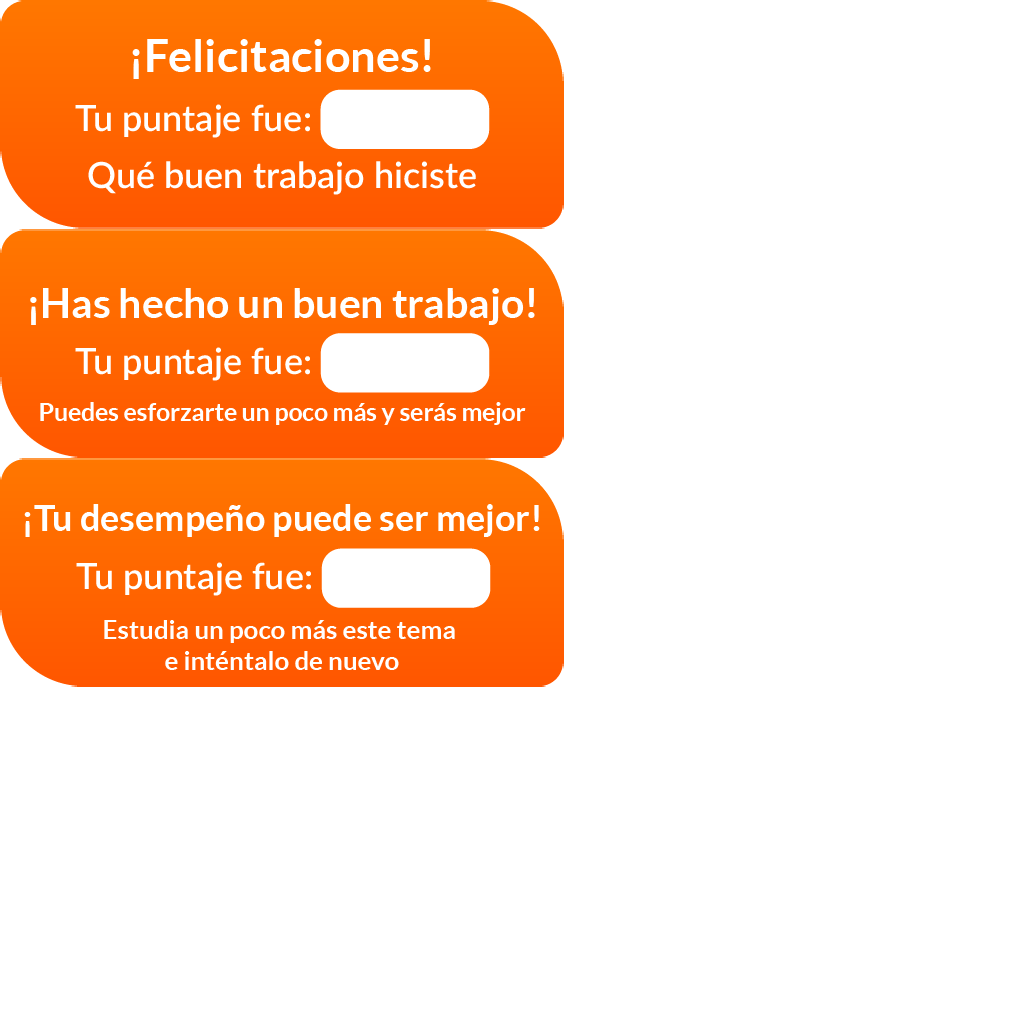 ¡Felicitaciones!
Tu puntaje fue:
Qué buen trabajo hiciste
¡Has hecho un buen trabajo!
Tu puntaje fue:
Puedes esforzarte un poco más y serás mejor
¡Tu desempeño puede ser mejor!
Tu puntaje fue:
Estudia un poco más este tema
e inténtalo de nuevo